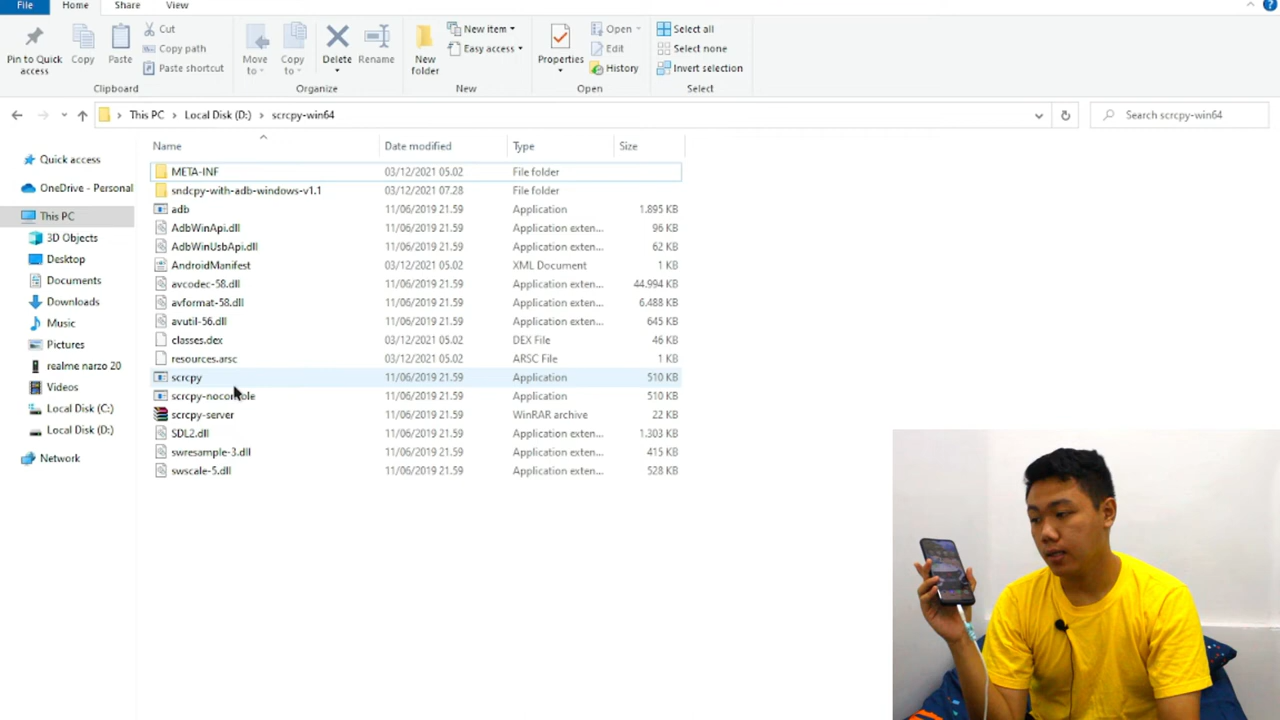 File Home Share View
Pin to Quick access
Copy
Paste
Cut
Copy path
Paste shortcut
Clipboard
Move to
Copy to
Delete
Rename
Organize
New folder
New item
Easy access
New
Properties
Open
Edit
History
Open
Select all
Select none
Invert selection
Select
This PC > Local Disk (D:) > scrcpy-win64
Search scrcpy-win64
Quick access
OneDrive - Personal
This PC
3D Objects
Desktop
Documents
Downloads
Music
Pictures
realme narzo 20
Videos
Local Disk (C:)
Local Disk (D:)
Network
Name Date modified Type Size
META-INF 03/12/2021 05.02 File folder
sndcpy-with-adb-windows-v1.1 03/12/2021 07.28 File folder
adb 11/06/2019 21.59 Application 1.895 KB
AdbWinApi.dll 11/06/2019 21.59 Application exten... 96 KB
AdbWinUsbApi.dll 11/06/2019 21.59 Application exten... 62 KB
AndroidManifest 03/12/2021 05.02 XML Document 1 KB
avcodec-58.dll 11/06/2019 21.59 Application exten... 44.994 KB
avformat-58.dll 11/06/2019 21.59 Application exten... 6.488 KB
avutil-56.dll 11/06/2019 21.59 Application exten... 645 KB
classes.dex 03/12/2021 05.02 DEX File 46 KB
resources.arsc 03/12/2021 05.02 ARSC File 1 KB
scrcpy 11/06/2019 21.59 Application 510 KB
scrcpy-noconsole 11/06/2019 21.59 Application 510 KB
scrcpy-server 11/06/2019 21.59 WinRAR archive 22 KB
SDL2.dll 11/06/2019 21.59 Application exten... 1.303 KB
swresample-3.dll 11/06/2019 21.59 Application exten... 415 KB
swscale-5.dll 11/06/2019 21.59 Application exten... 528 KB